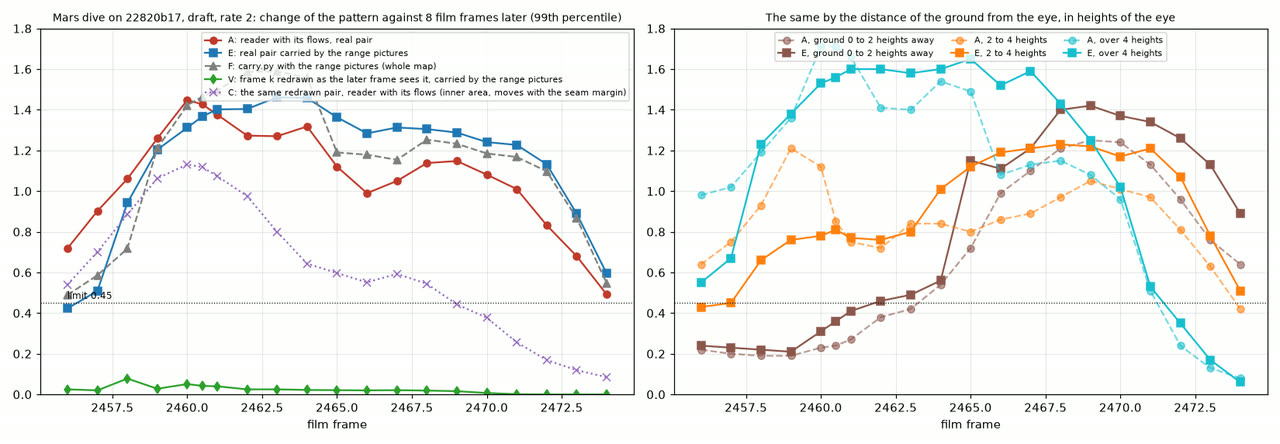 Mars dive on 22820b17, draft, rate 2: change of the pattern against 8 film frames later (99th percentile)
A: reader with its flows, real pair
E: real pair carried by the range pictures
F: carry.py with the range pictures (whole map)
V: frame k redrawn as the later frame sees it, carried by the range pictures
C: the same redrawn pair, reader with its flows (inner area, moves with the seam margin)
1.8
1.6
1.4
1.2
1.0
0.8
0.6
0.4
0.2
0.0
limit 0.45
2457.5 2460.0 2462.5 2465.0 2467.5 2470.0 2472.5
film frame
The same by the distance of the ground from the eye, in heights of the eye
A, ground 0 to 2 heights away
E, ground 0 to 2 heights away
A, 2 to 4 heights
E, 2 to 4 heights
A, over 4 heights
E, over 4 heights
1.8
1.6
1.4
1.2
1.0
0.8
0.6
0.4
0.2
0.0
2457.5 2460.0 2462.5 2465.0 2467.5 2470.0 2472.5
film frame